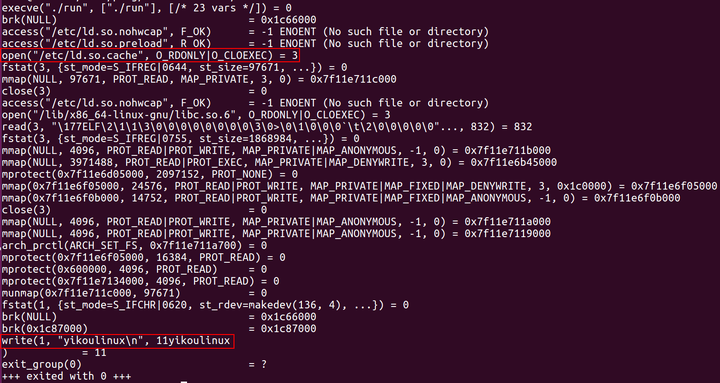 execve("./run", ["./run"], [/* 23 vars */]) = 0
brk(NULL)                               = 0x1c66000
access("/etc/ld.so.nohwcap", F_OK)      = -1 ENOENT (No such file or directory)
access("/etc/ld.so.preload", R_OK)      = -1 ENOENT (No such file or directory)
open("/etc/ld.so.cache", O_RDONLY|O_CLOEXEC) = 3
fstat(3, {st_mode=S_IFREG|0644, st_size=97671, ...}) = 0
mmap(NULL, 97671, PROT_READ, MAP_PRIVATE, 3, 0) = 0x7f11e711c000
close(3)                                = 0
access("/etc/ld.so.nohwcap", F_OK)      = -1 ENOENT (No such file or directory)
open("/lib/x86_64-linux-gnu/libc.so.6", O_RDONLY|O_CLOEXEC) = 3
read(3, "\177ELF\2\1\1\3\0\0\0\0\0\0\0\0\3\0>\0\1\0\0\0`\t\2\0\0\0\0\0"..., 832) = 832
fstat(3, {st_mode=S_IFREG|0755, st_size=1868984, ...}) = 0
mmap(NULL, 4096, PROT_READ|PROT_WRITE, MAP_PRIVATE|MAP_ANONYMOUS, -1, 0) = 0x7f11e711b000
mmap(NULL, 3971488, PROT_READ|PROT_EXEC, MAP_PRIVATE|MAP_DENYWRITE, 3, 0) = 0x7f11e6b45000
mprotect(0x7f11e6d05000, 2097152, PROT_NONE) = 0
mmap(0x7f11e6f05000, 24576, PROT_READ|PROT_WRITE, MAP_PRIVATE|MAP_FIXED|MAP_DENYWRITE, 3, 0x1c0000) = 0x7f11e6f05000
mmap(0x7f11e6f0b000, 14752, PROT_READ|PROT_WRITE, MAP_PRIVATE|MAP_FIXED|MAP_ANONYMOUS, -1, 0) = 0x7f11e6f0b000
close(3)                                = 0
mmap(NULL, 4096, PROT_READ|PROT_WRITE, MAP_PRIVATE|MAP_ANONYMOUS, -1, 0) = 0x7f11e711a000
mmap(NULL, 4096, PROT_READ|PROT_WRITE, MAP_PRIVATE|MAP_ANONYMOUS, -1, 0) = 0x7f11e7119000
arch_prctl(ARCH_SET_FS, 0x7f11e711a700) = 0
mprotect(0x7f11e6f05000, 16384, PROT_READ) = 0
mprotect(0x600000, 4096, PROT_READ)     = 0
mprotect(0x7f11e7134000, 4096, PROT_READ) = 0
munmap(0x7f11e711c000, 97671)           = 0
fstat(1, {st_mode=S_IFCHR|0620, st_rdev=makedev(136, 4), ...}) = 0
brk(NULL)                               = 0x1c66000
brk(0x1c87000)                          = 0x1c87000
write(1, "yikoulinux\n", 11yikoulinux
)            = 11
exit_group(0)                           = ?
+++ exited with 0 +++